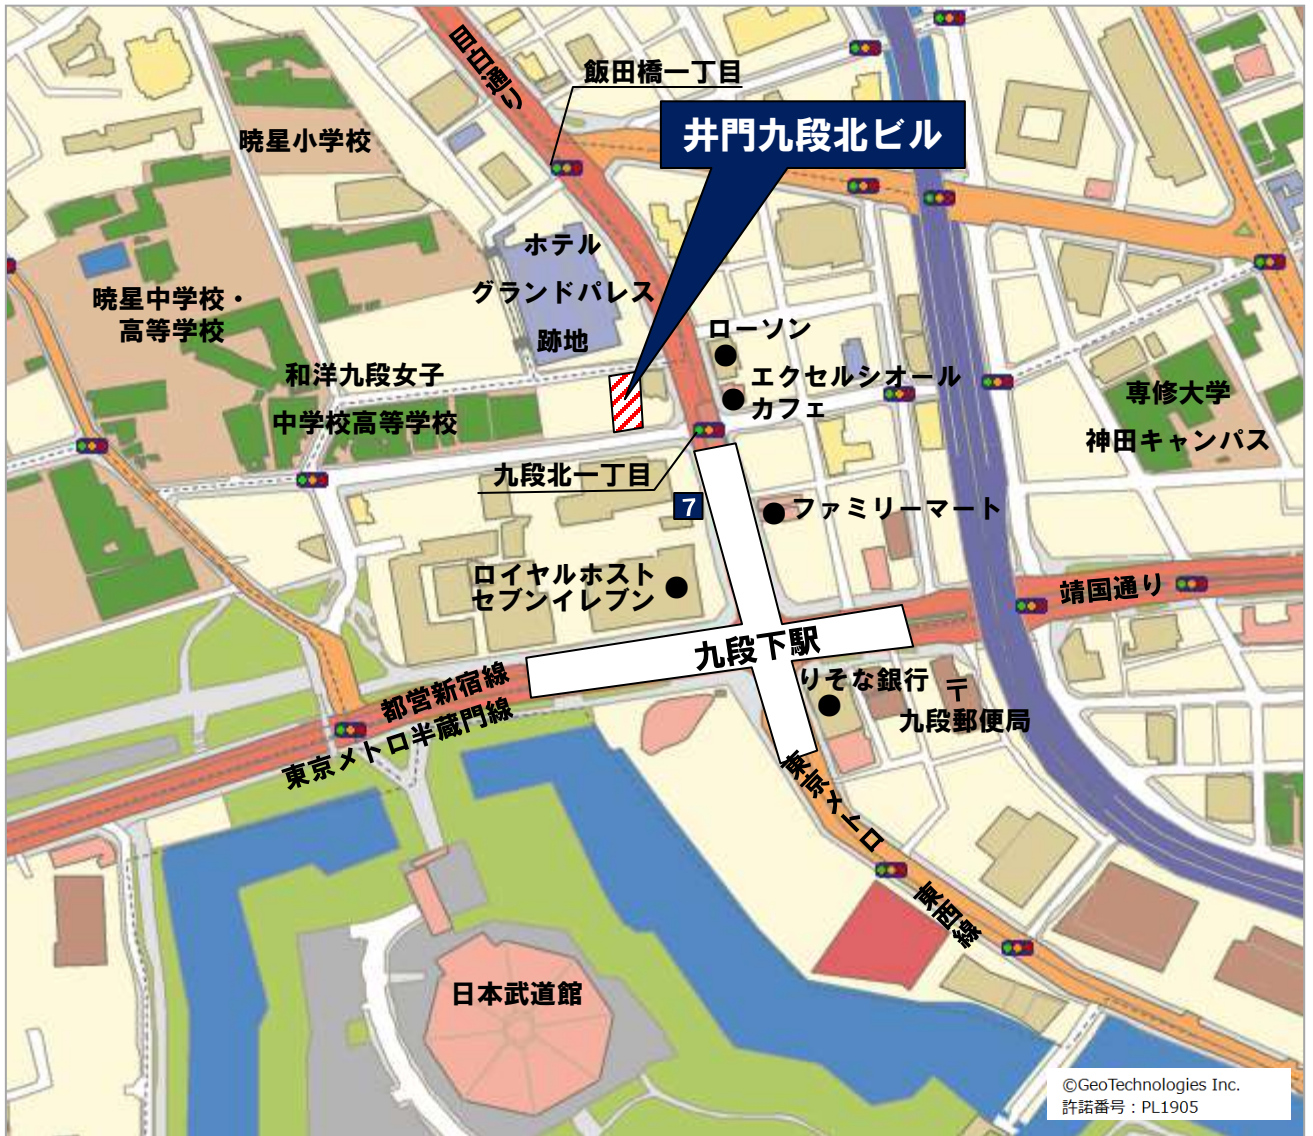 目白通り
飯田橋一丁目
井門九段北ビル
暁星小学校
ホテル
グランドパレス
跡地
暁星中学校・
高等学校
ローソン
和洋九段女子
中学校高等学校
エクセルシオール
カフェ
専修大学
神田キャンパス
九段北一丁目
7
ファミリーマート
ロイヤルホスト
セブンイレブン
靖国通り
九段下駅
都営新宿線
東京メトロ半蔵門線
りそな銀行
〒
九段郵便局
東京メトロ
東西線
日本武道館
©GeoTechnologies Inc.
許諾番号：PL1905